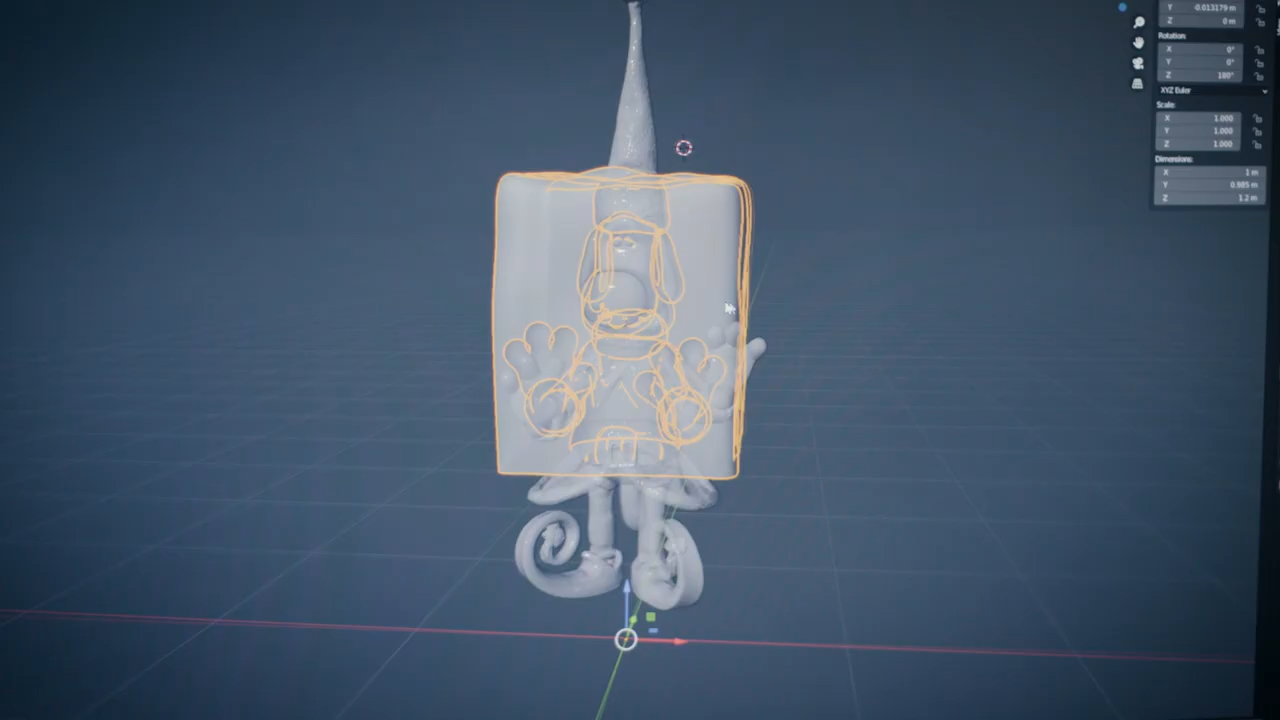 Y -0.013179 m
Z 0 m
Rotation:
X 0°
Y 0°
Z 180°
XYZ Euler
Scale:
X 1.000
Y 1.000
Z 1.000
Dimensions:
X 1 m
Y 0.985 m
Z 1.2 m